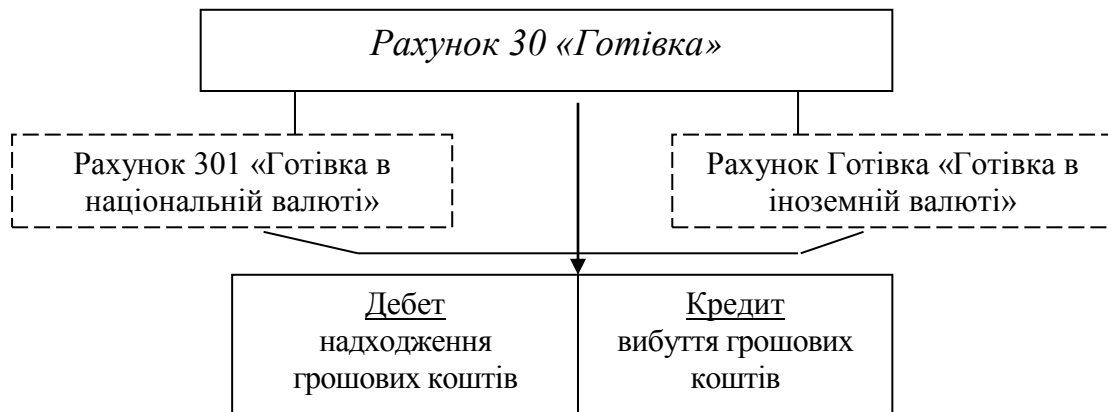 Рахунок 30 «Готівка»
Рахунок 301 «Готівка в
національній валюті»
Рахунок Готівка «Готівка в
іноземній валюті»
Дебет
надходження
грошових коштів
Кредит
вибуття грошових
коштів